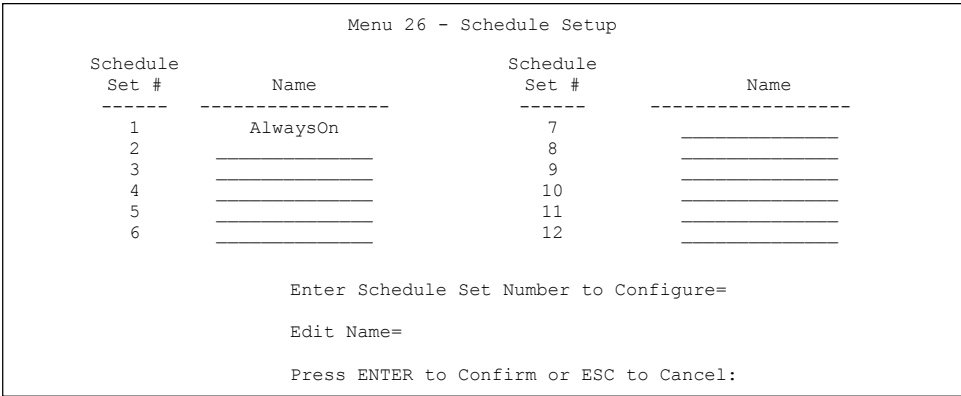 Menu 26 - Schedule Setup
Schedule Schedule
Set # Name Set # Name
------ ----------------- ------ ------------------
1 AlwaysOn 7 ______________
2 ______________ 8 ______________
3 ______________ 9 ______________
4 ______________ 10 ______________
5 ______________ 11 ______________
6 ______________ 12 ______________
Enter Schedule Set Number to Configure=
Edit Name=
Press ENTER to Confirm or ESC to Cancel: